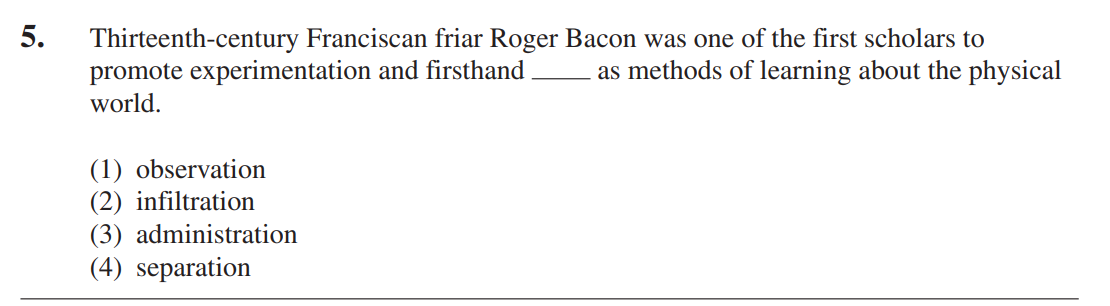 5. Thirteenth-century Franciscan friar Roger Bacon was one of the first scholars to
promote experimentation and firsthand ____ as methods of learning about the physical
world.
(1) observation
(2) infiltration
(3) administration
(4) separation